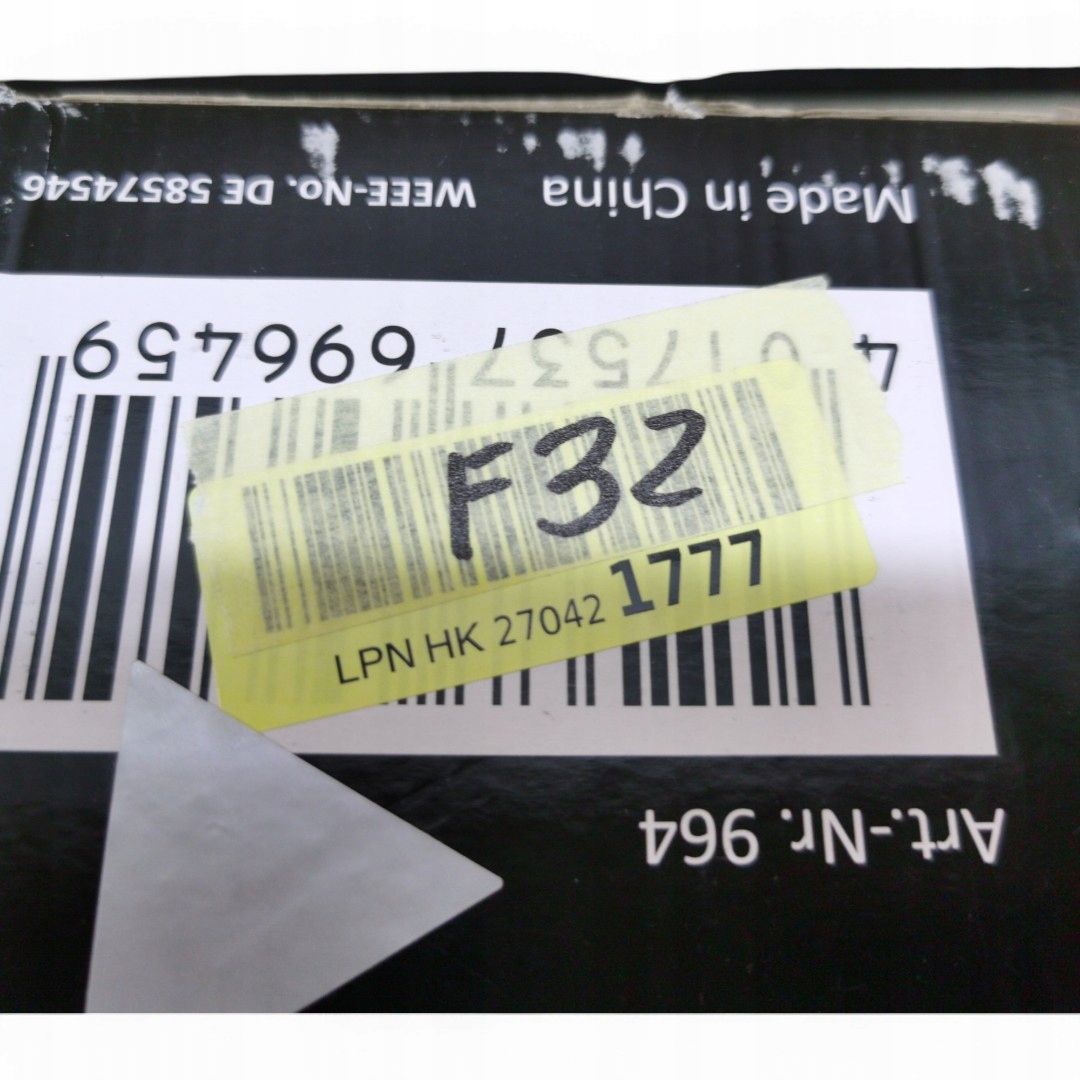 Made in China WEEE-No. DE 58574546
4 017537 696459
F32
LPN HK 27042 1777
Art.-Nr. 964